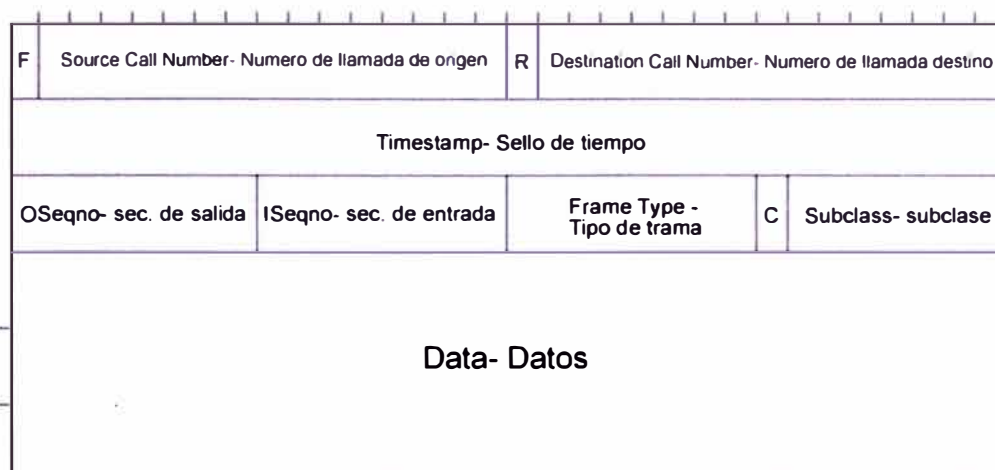 F
Source Call Number- Numero de llamada de origen
R
Destination Call Number- Numero de llamada destino
Timestamp- Sello de tiempo
OSeqno- sec. de salida
ISeqno- sec. de entrada
Frame Type -
Tipo de trama
C
Subclass- subclase
Data- Datos